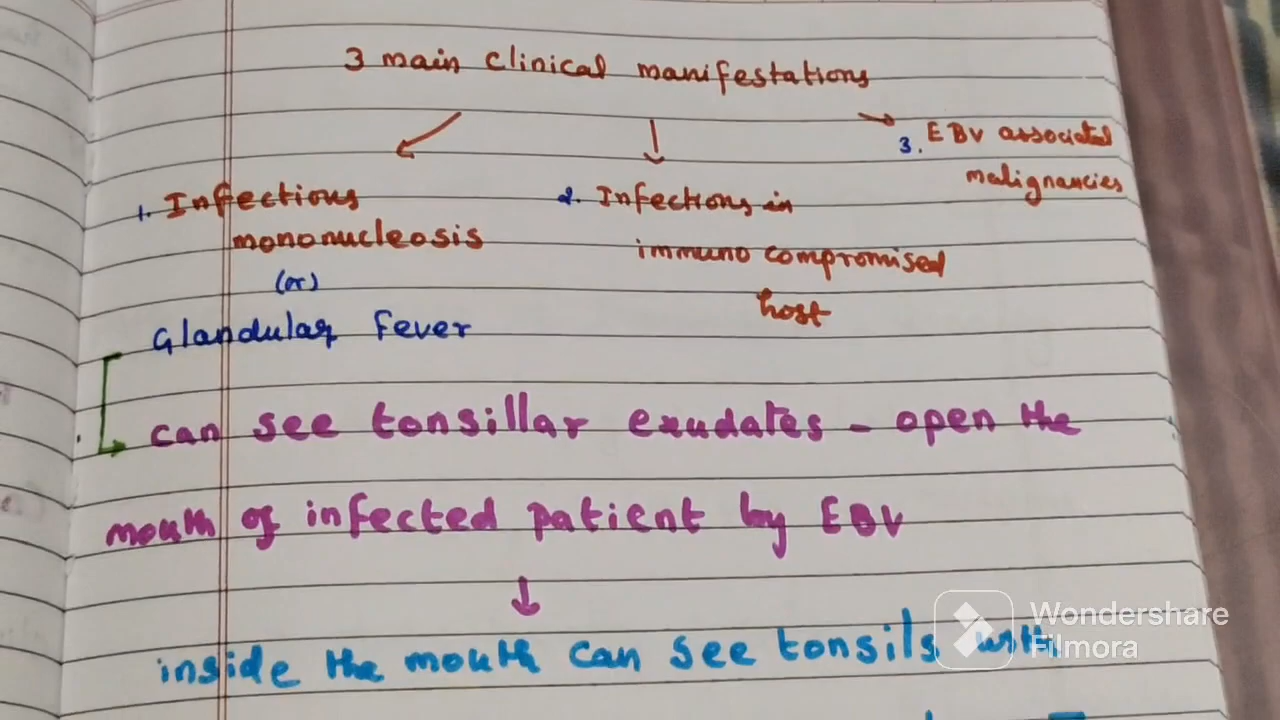 3 main clinical manifestations
1. Infectious
mononucleosis
(or)
Glandular fever
2. Infections in
immuno compromised
host
3. EBV associated
malignancies
can see tonsillar exudates - open the
mouth of infected patient by EBV
inside the mouth can see tonsils with
Wondershare
Filmora